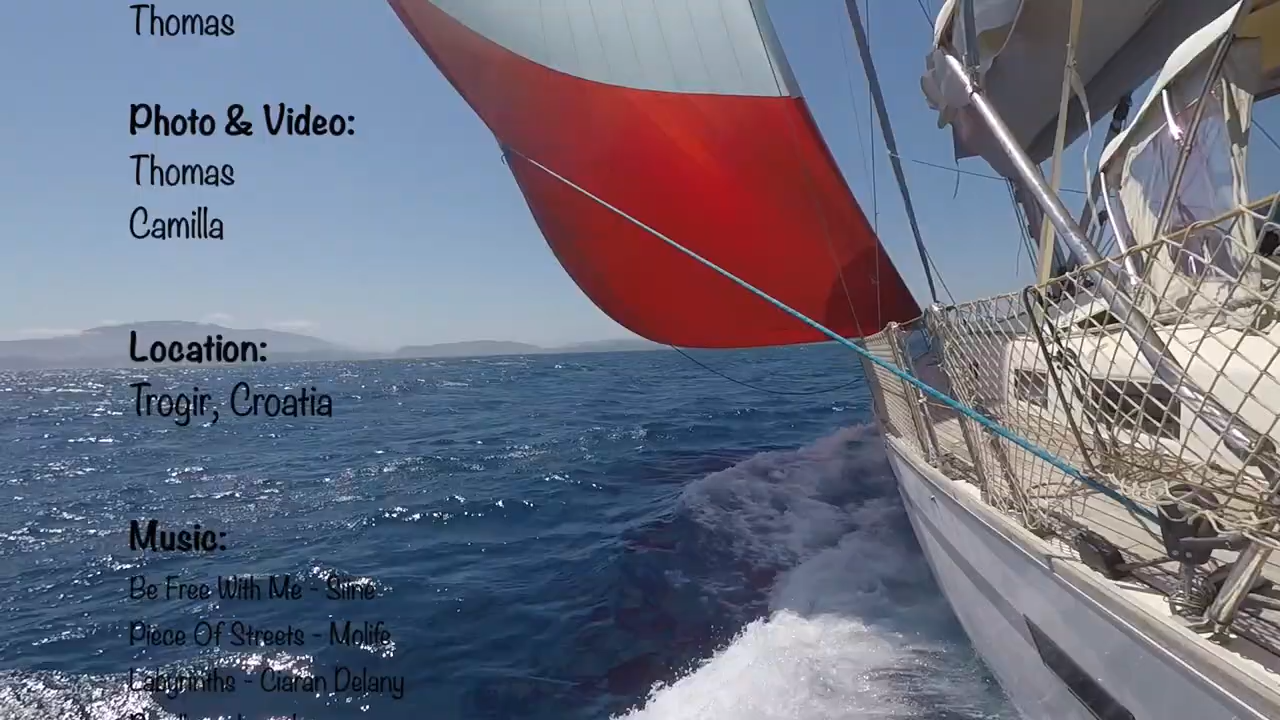 Thomas
Photo & Video:
Thomas
Camilla
Location:
Trogir, Croatia
Music:
Be Free With Me - Siine
Piece Of Streets - Molife
Labyrinths - Ciaran Delany